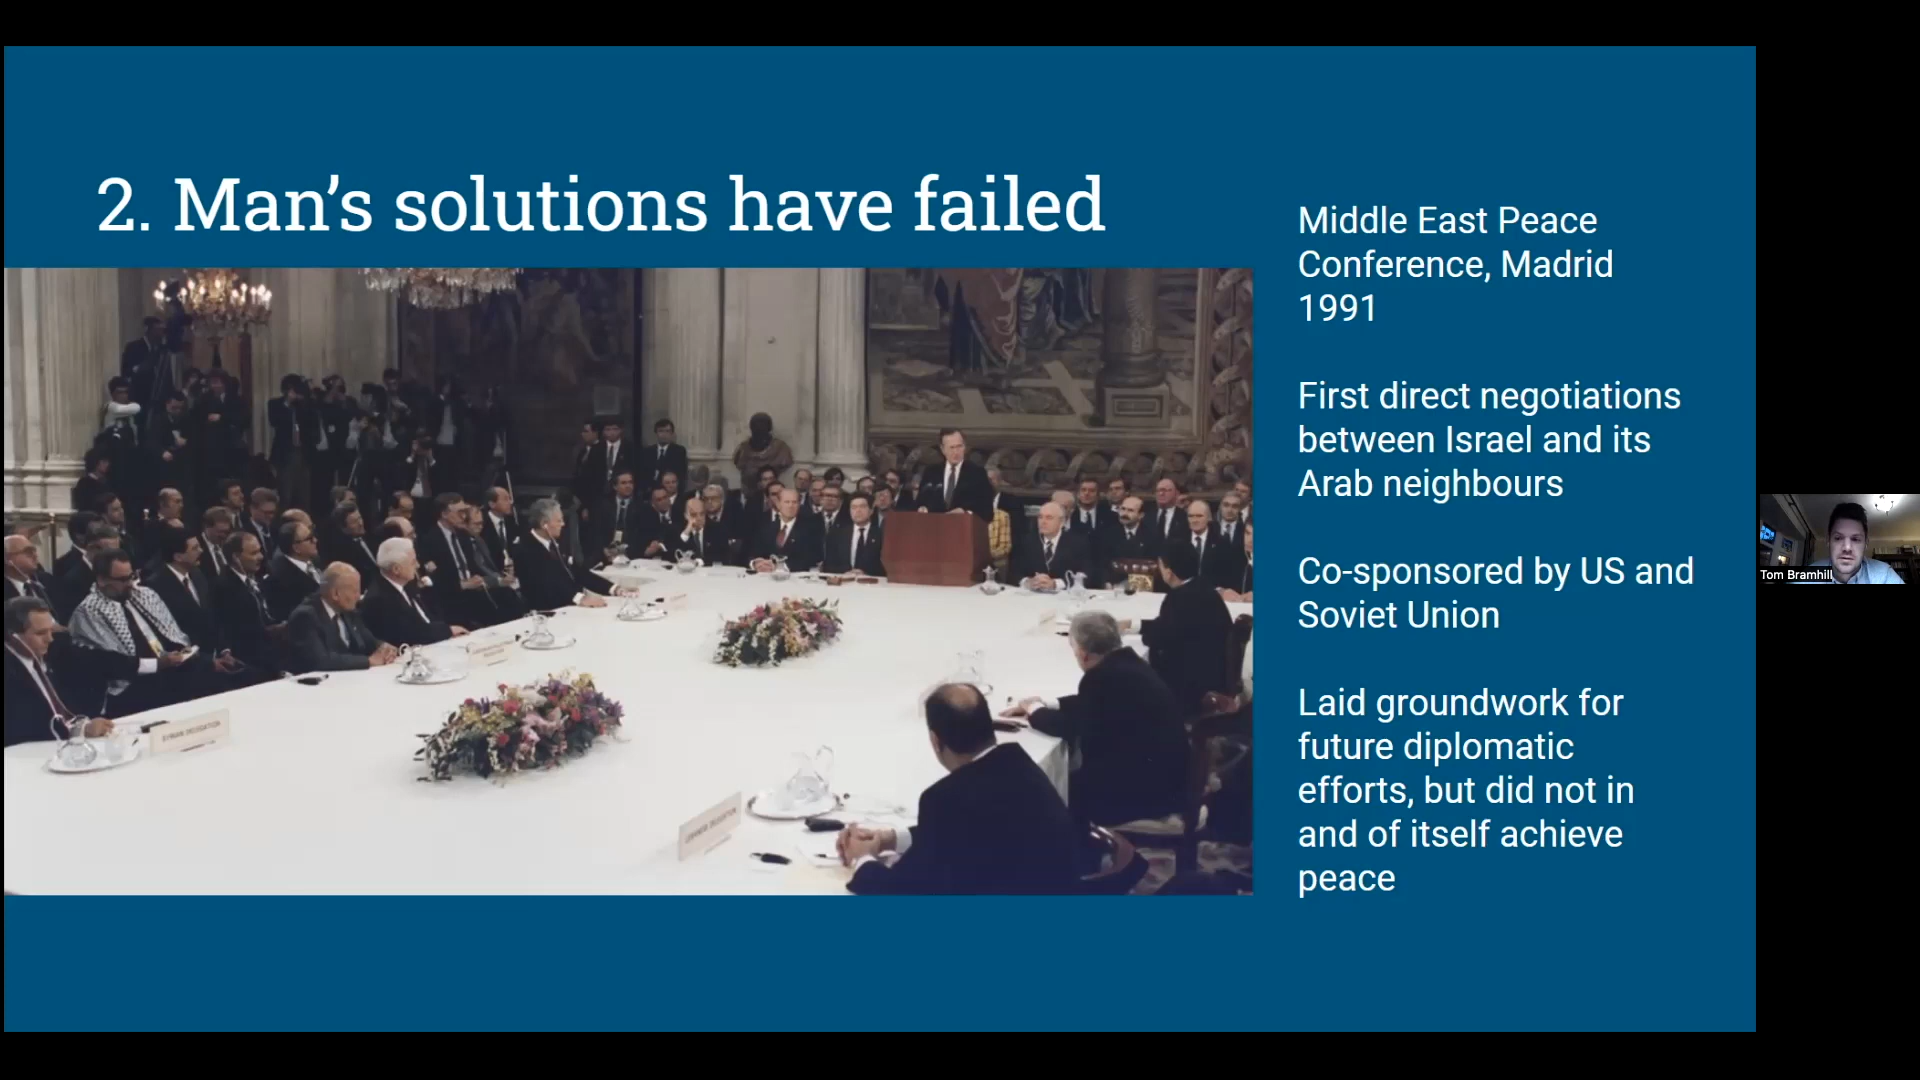 2. Man's solutions have failed
Middle East Peace
Conference, Madrid
1991
First direct negotiations
between Israel and its
Arab neighbours
Co-sponsored by US and
Soviet Union
Laid groundwork for
future diplomatic
efforts, but did not in
and of itself achieve
peace
SYRIAN DELEGATION
Tom Bramhill